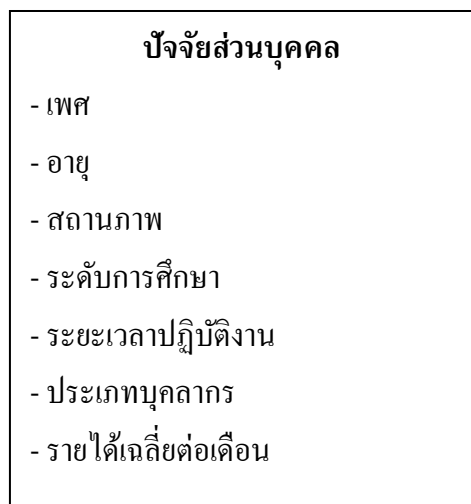 ปัจจัยส่วนบุคคล
- เพศ
- อายุ
- สถานภาพ
- ระดับการศึกษา
- ระยะเวลาปฏิบัติงาน
- ประเภทบุคลากร
- รายได้เฉลี่ยต่อเดือน